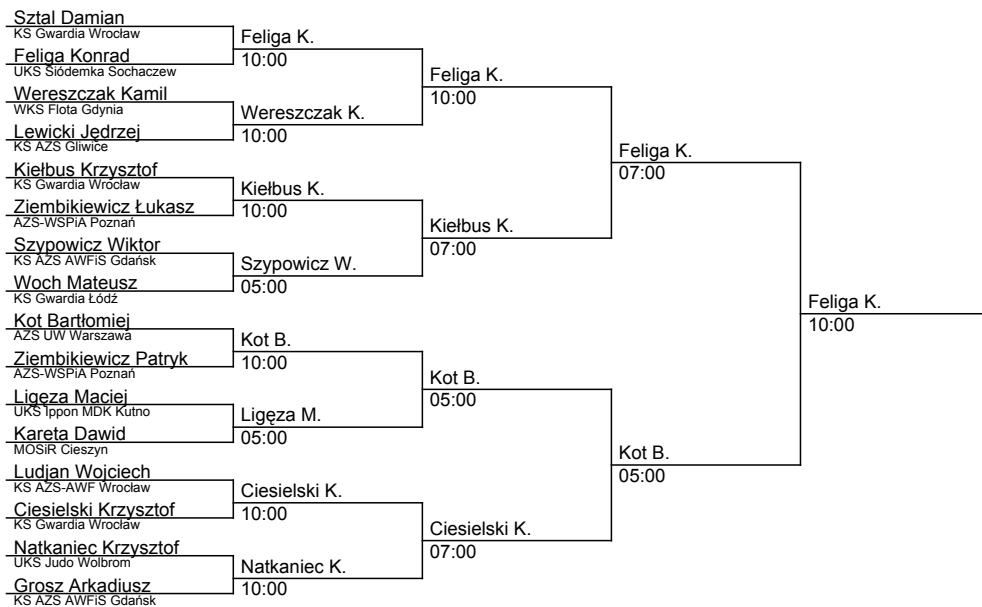 Sztal Damian
KS Gwardia Wrocław
Feliga Konrad
UKS Siódemka Sochaczew
Wereszczak Kamil
WKS Flota Gdynia
Lewicki Jędrzej
KS AZS Gliwice
Kiełbus Krzysztof
KS Gwardia Wrocław
Ziembikiewicz Łukasz
AZS-WSPiA Poznań
Szypowicz Wiktor
KS AZS AWFiS Gdańsk
Woch Mateusz
KS Gwardia Łódź
Kot Bartłomiej
AZS UW Warszawa
Ziembikiewicz Patryk
AZS-WSPiA Poznań
Ligęza Maciej
UKS Ippon MDK Kutno
Kareta Dawid
MOSiR Cieszyn
Ludjan Wojciech
KS AZS-AWF Wrocław
Ciesielski Krzysztof
KS Gwardia Wrocław
Natkaniec Krzysztof
UKS Judo Wolbrom
Grosz Arkadiusz
KS AZS AWFiS Gdańsk
Feliga K.
10:00
Wereszczak K.
10:00
Kiełbus K.
10:00
Szypowicz W.
05:00
Kot B.
10:00
Ligęza M.
05:00
Ciesielski K.
10:00
Natkaniec K.
10:00
Feliga K.
10:00
Kiełbus K.
07:00
Kot B.
05:00
Ciesielski K.
07:00
Feliga K.
07:00
Kot B.
05:00
Feliga K.
10:00